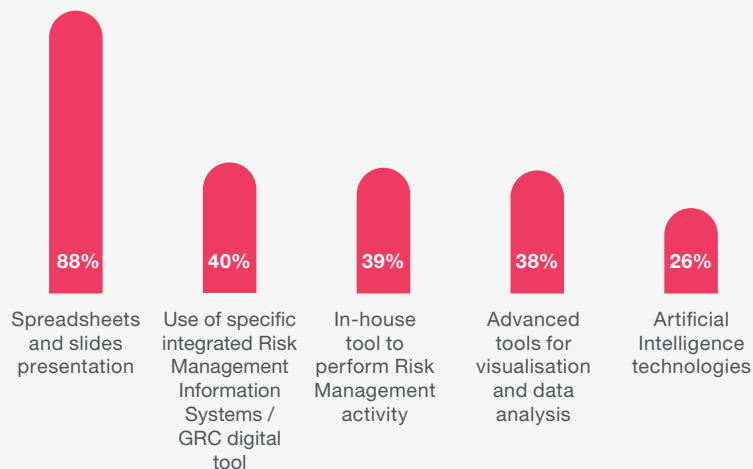 88%
40%
39%
38%
26%
Spreadsheets
and slides
presentation
Use of specific
integrated Risk
Management
Information
Systems /
GRC digital
tool
In-house
tool to
perform Risk
Management
activity
Advanced
tools for
visualisation
and data
analysis
Artificial
Intelligence
technologies